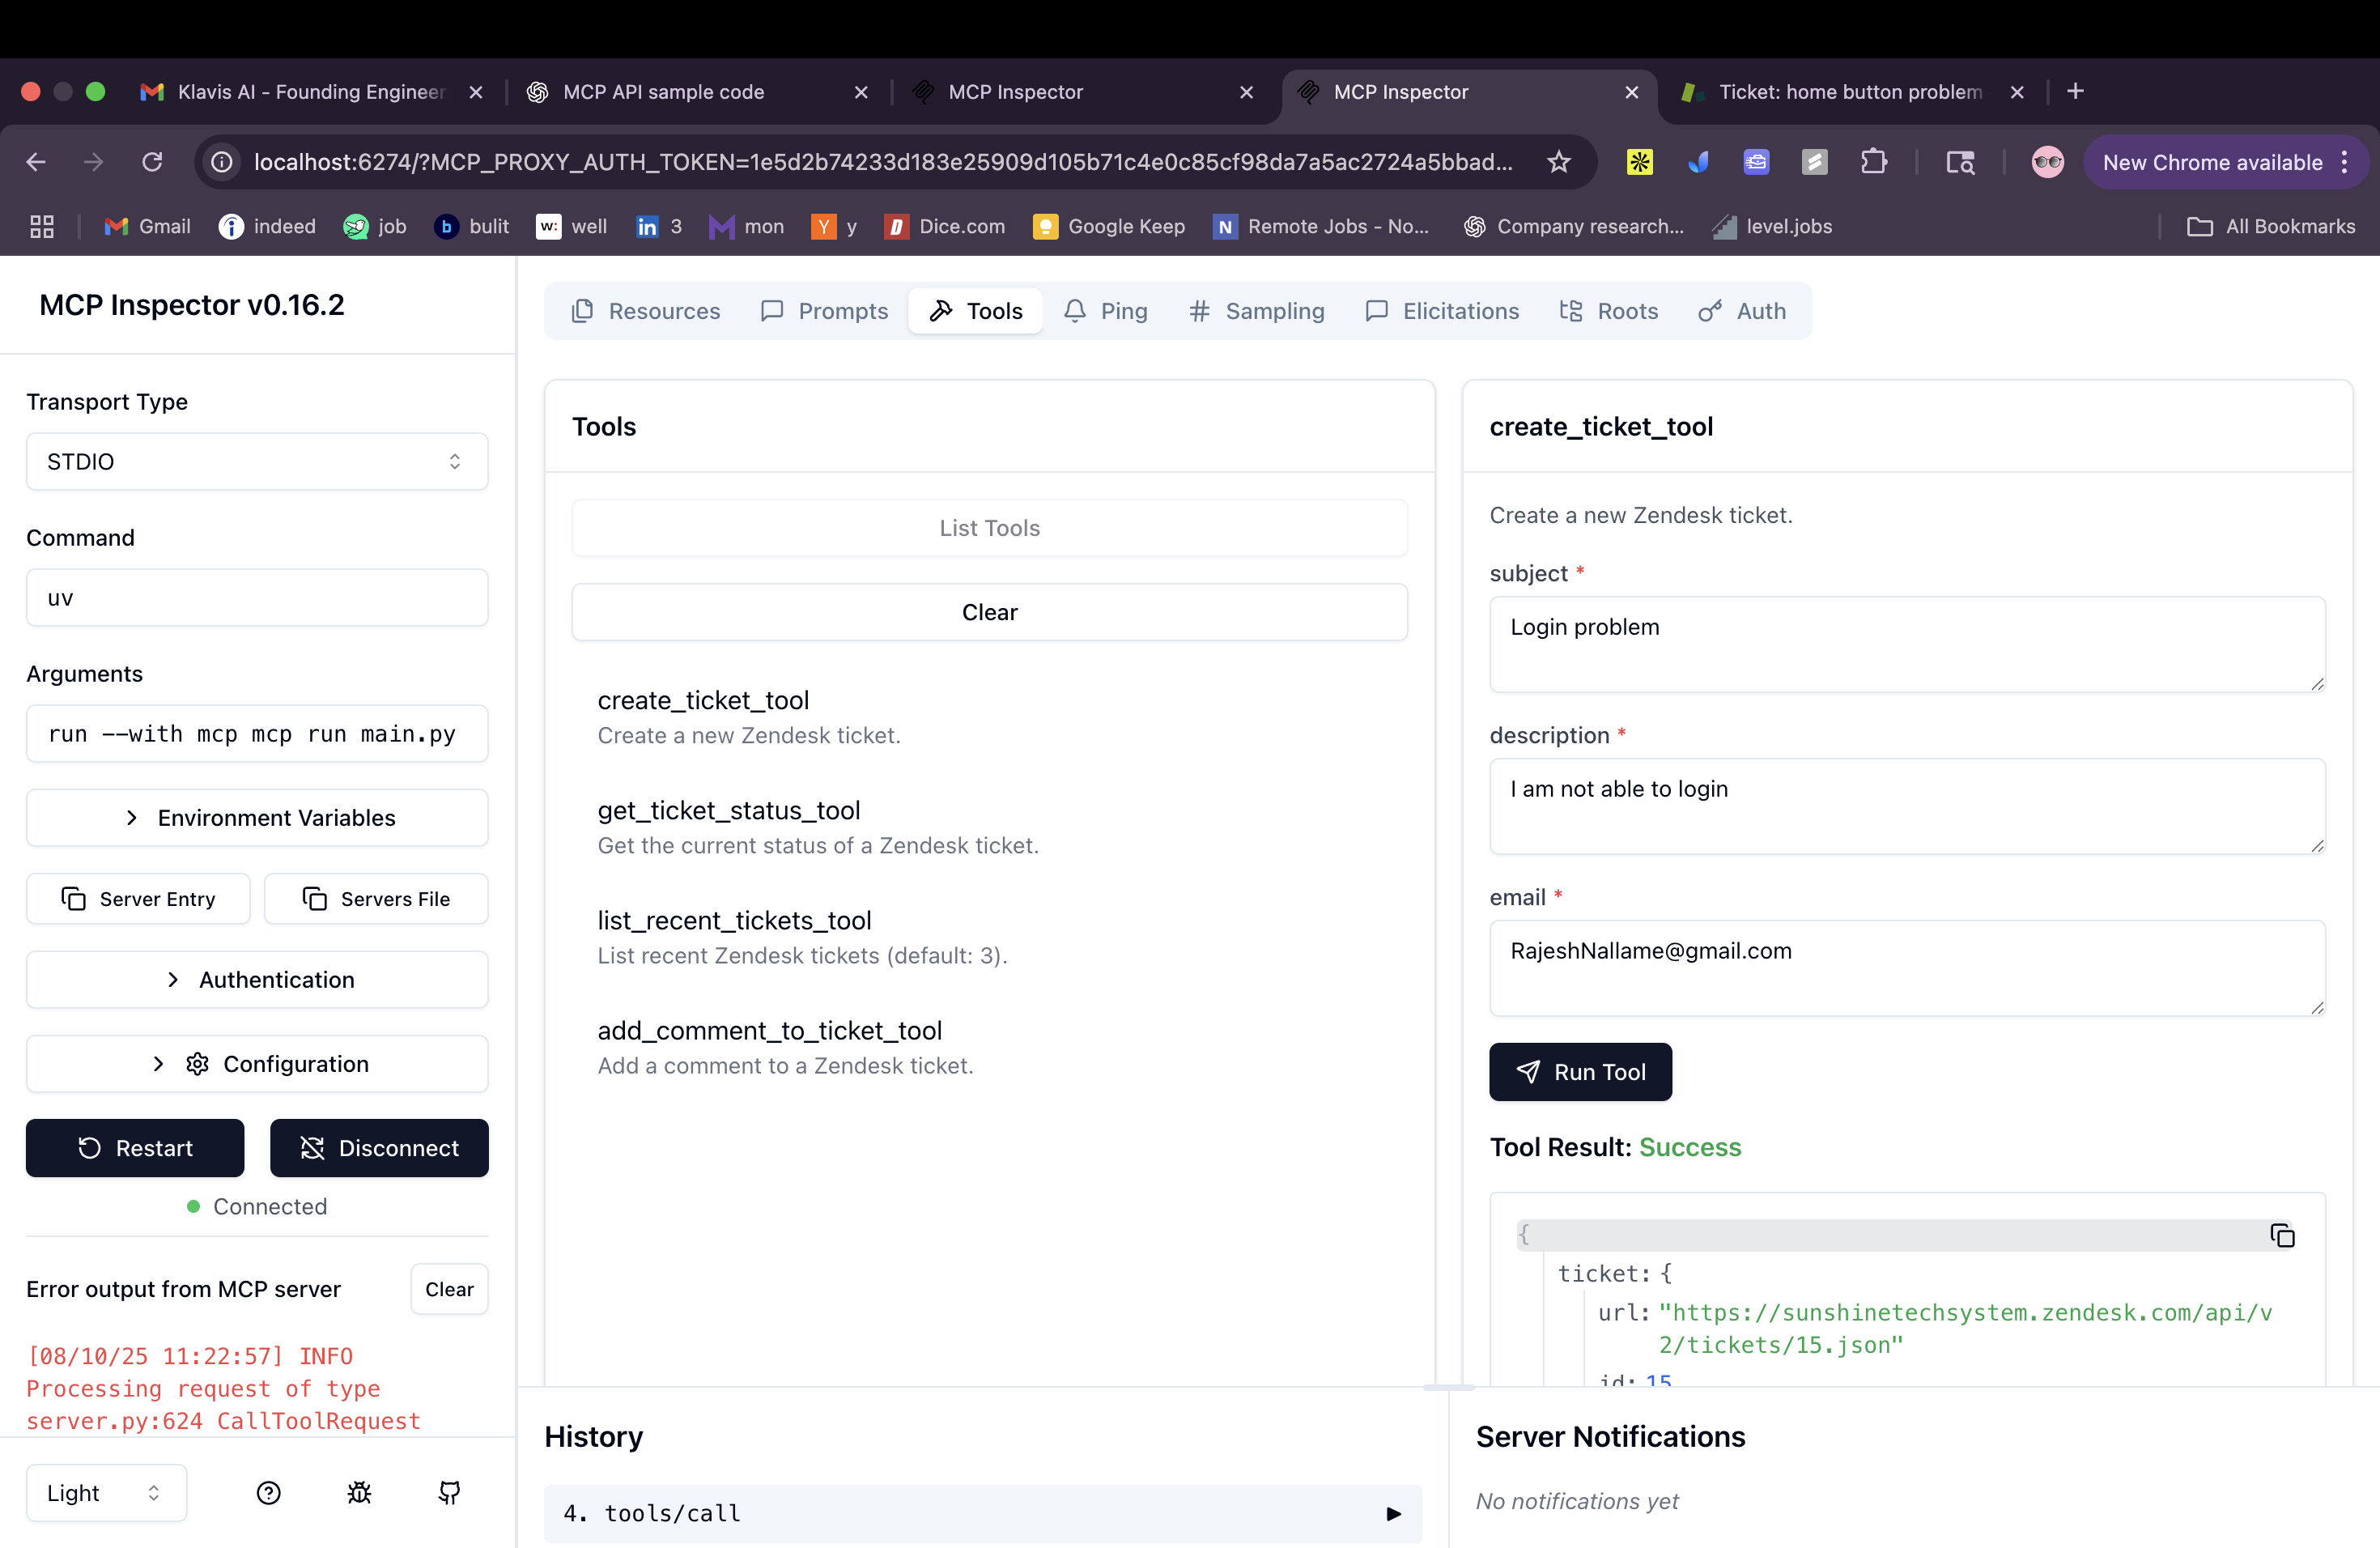 Klavis AI - Founding Engineer
MCP API sample code
MCP Inspector
MCP Inspector
Ticket: home button problem
localhost:6274/?MCP_PROXY_AUTH_TOKEN=1e5d2b74233d183e25909d105b71c4e0c85cf98da7a5ac2724a5bbad...
New Chrome available
Gmail
indeed
job
bulit
well
3
mon
y
Dice.com
Google Keep
Remote Jobs - No...
Company research...
level.jobs
All Bookmarks
MCP Inspector v0.16.2
Transport Type
STDIO
Command
uv
Arguments
run --with mcp mcp run main.py
Environment Variables
Server Entry
Servers File
Authentication
Configuration
Restart
Disconnect
Connected
Error output from MCP server
Clear
[08/10/25 11:22:57] INFO
Processing request of type
server.py:624 CallToolRequest
Light
Resources
Prompts
Tools
Ping
Sampling
Elicitations
Roots
Auth
Tools
List Tools
Clear
create_ticket_tool
Create a new Zendesk ticket.
get_ticket_status_tool
Get the current status of a Zendesk ticket.
list_recent_tickets_tool
List recent Zendesk tickets (default: 3).
add_comment_to_ticket_tool
Add a comment to a Zendesk ticket.
create_ticket_tool
Create a new Zendesk ticket.
subject *
Login problem
description *
I am not able to login
email *
RajeshNallame@gmail.com
Run Tool
Tool Result: Success
{
ticket: {
url: "https://sunshinetechsystem.zendesk.com/api/v
2/tickets/15.json"
id: 15
History
4. tools/call
Server Notifications
No notifications yet